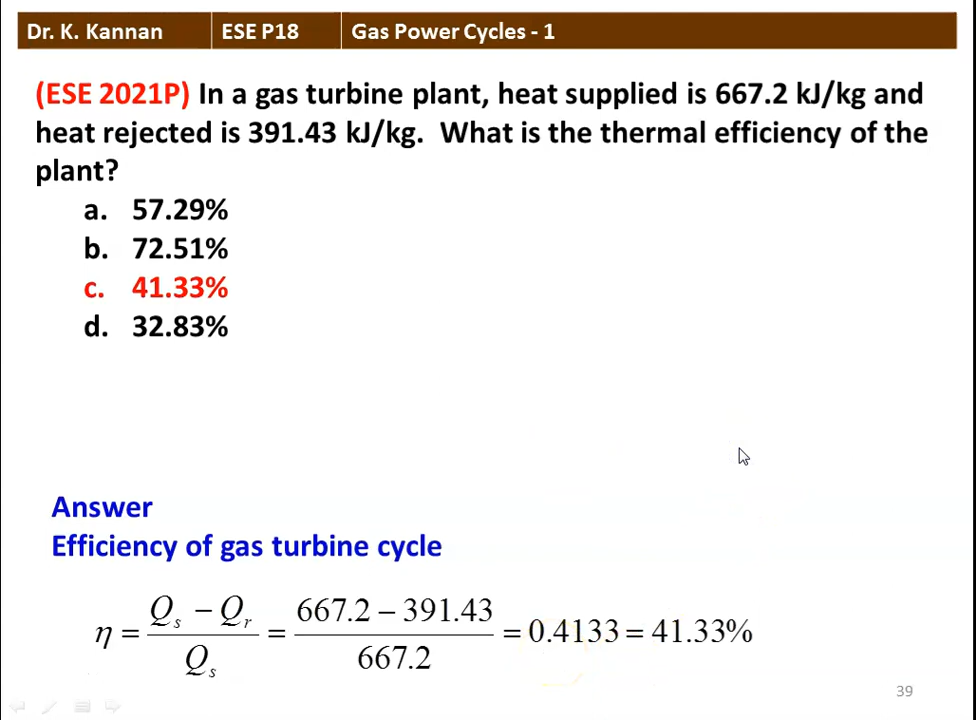 Dr. K. Kannan ESE P18 Gas Power Cycles - 1
(ESE 2021P) In a gas turbine plant, heat supplied is 667.2 kJ/kg and
heat rejected is 391.43 kJ/kg. What is the thermal efficiency of the
plant?
a. 57.29%
b. 72.51%
c. 41.33%
d. 32.83%
Answer
Efficiency of gas turbine cycle
η = (Qs − Qr) / Qs = (667.2 − 391.43) / 667.2 = 0.4133 = 41.33%
39